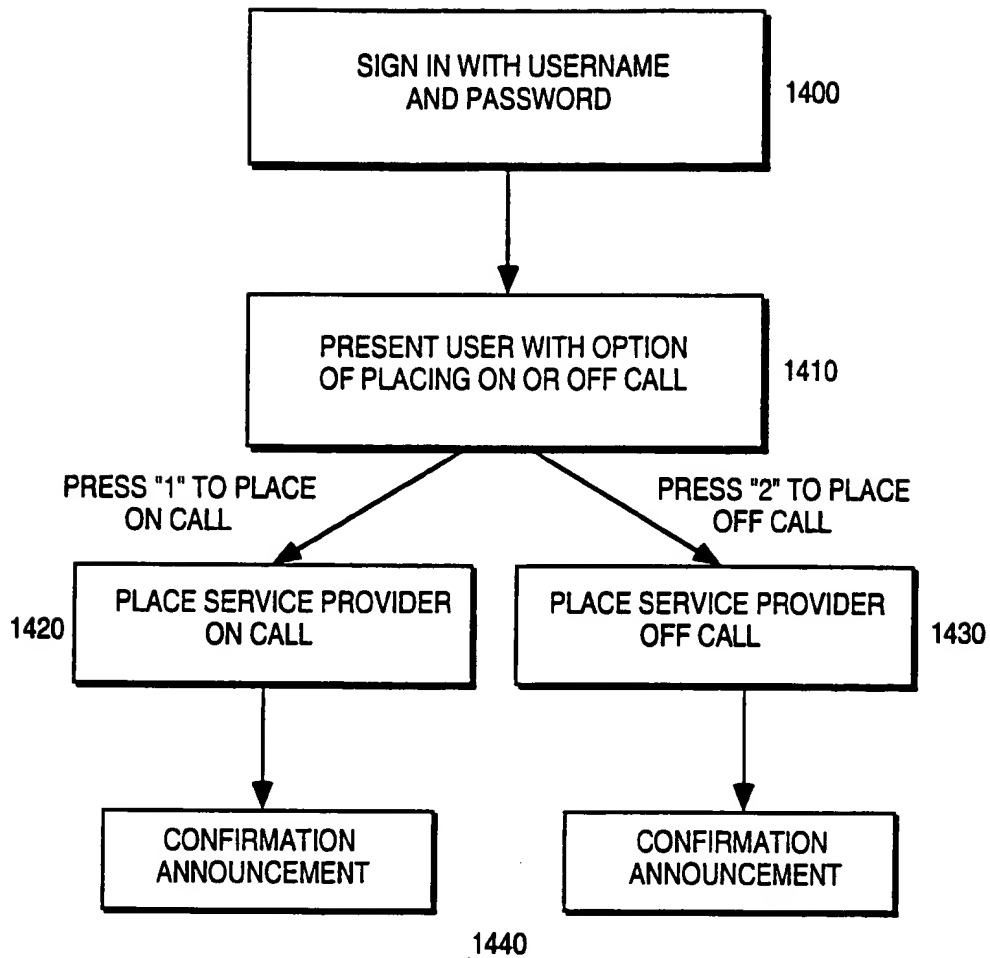 SIGN IN WITH USERNAME
AND PASSWORD
1400
PRESENT USER WITH OPTION
OF PLACING ON OR OFF CALL
1410
PRESS "1" TO PLACE
ON CALL
PRESS "2" TO PLACE
OFF CALL
1420
PLACE SERVICE PROVIDER
ON CALL
PLACE SERVICE PROVIDER
OFF CALL
1430
CONFIRMATION
ANNOUNCEMENT
CONFIRMATION
ANNOUNCEMENT
1440